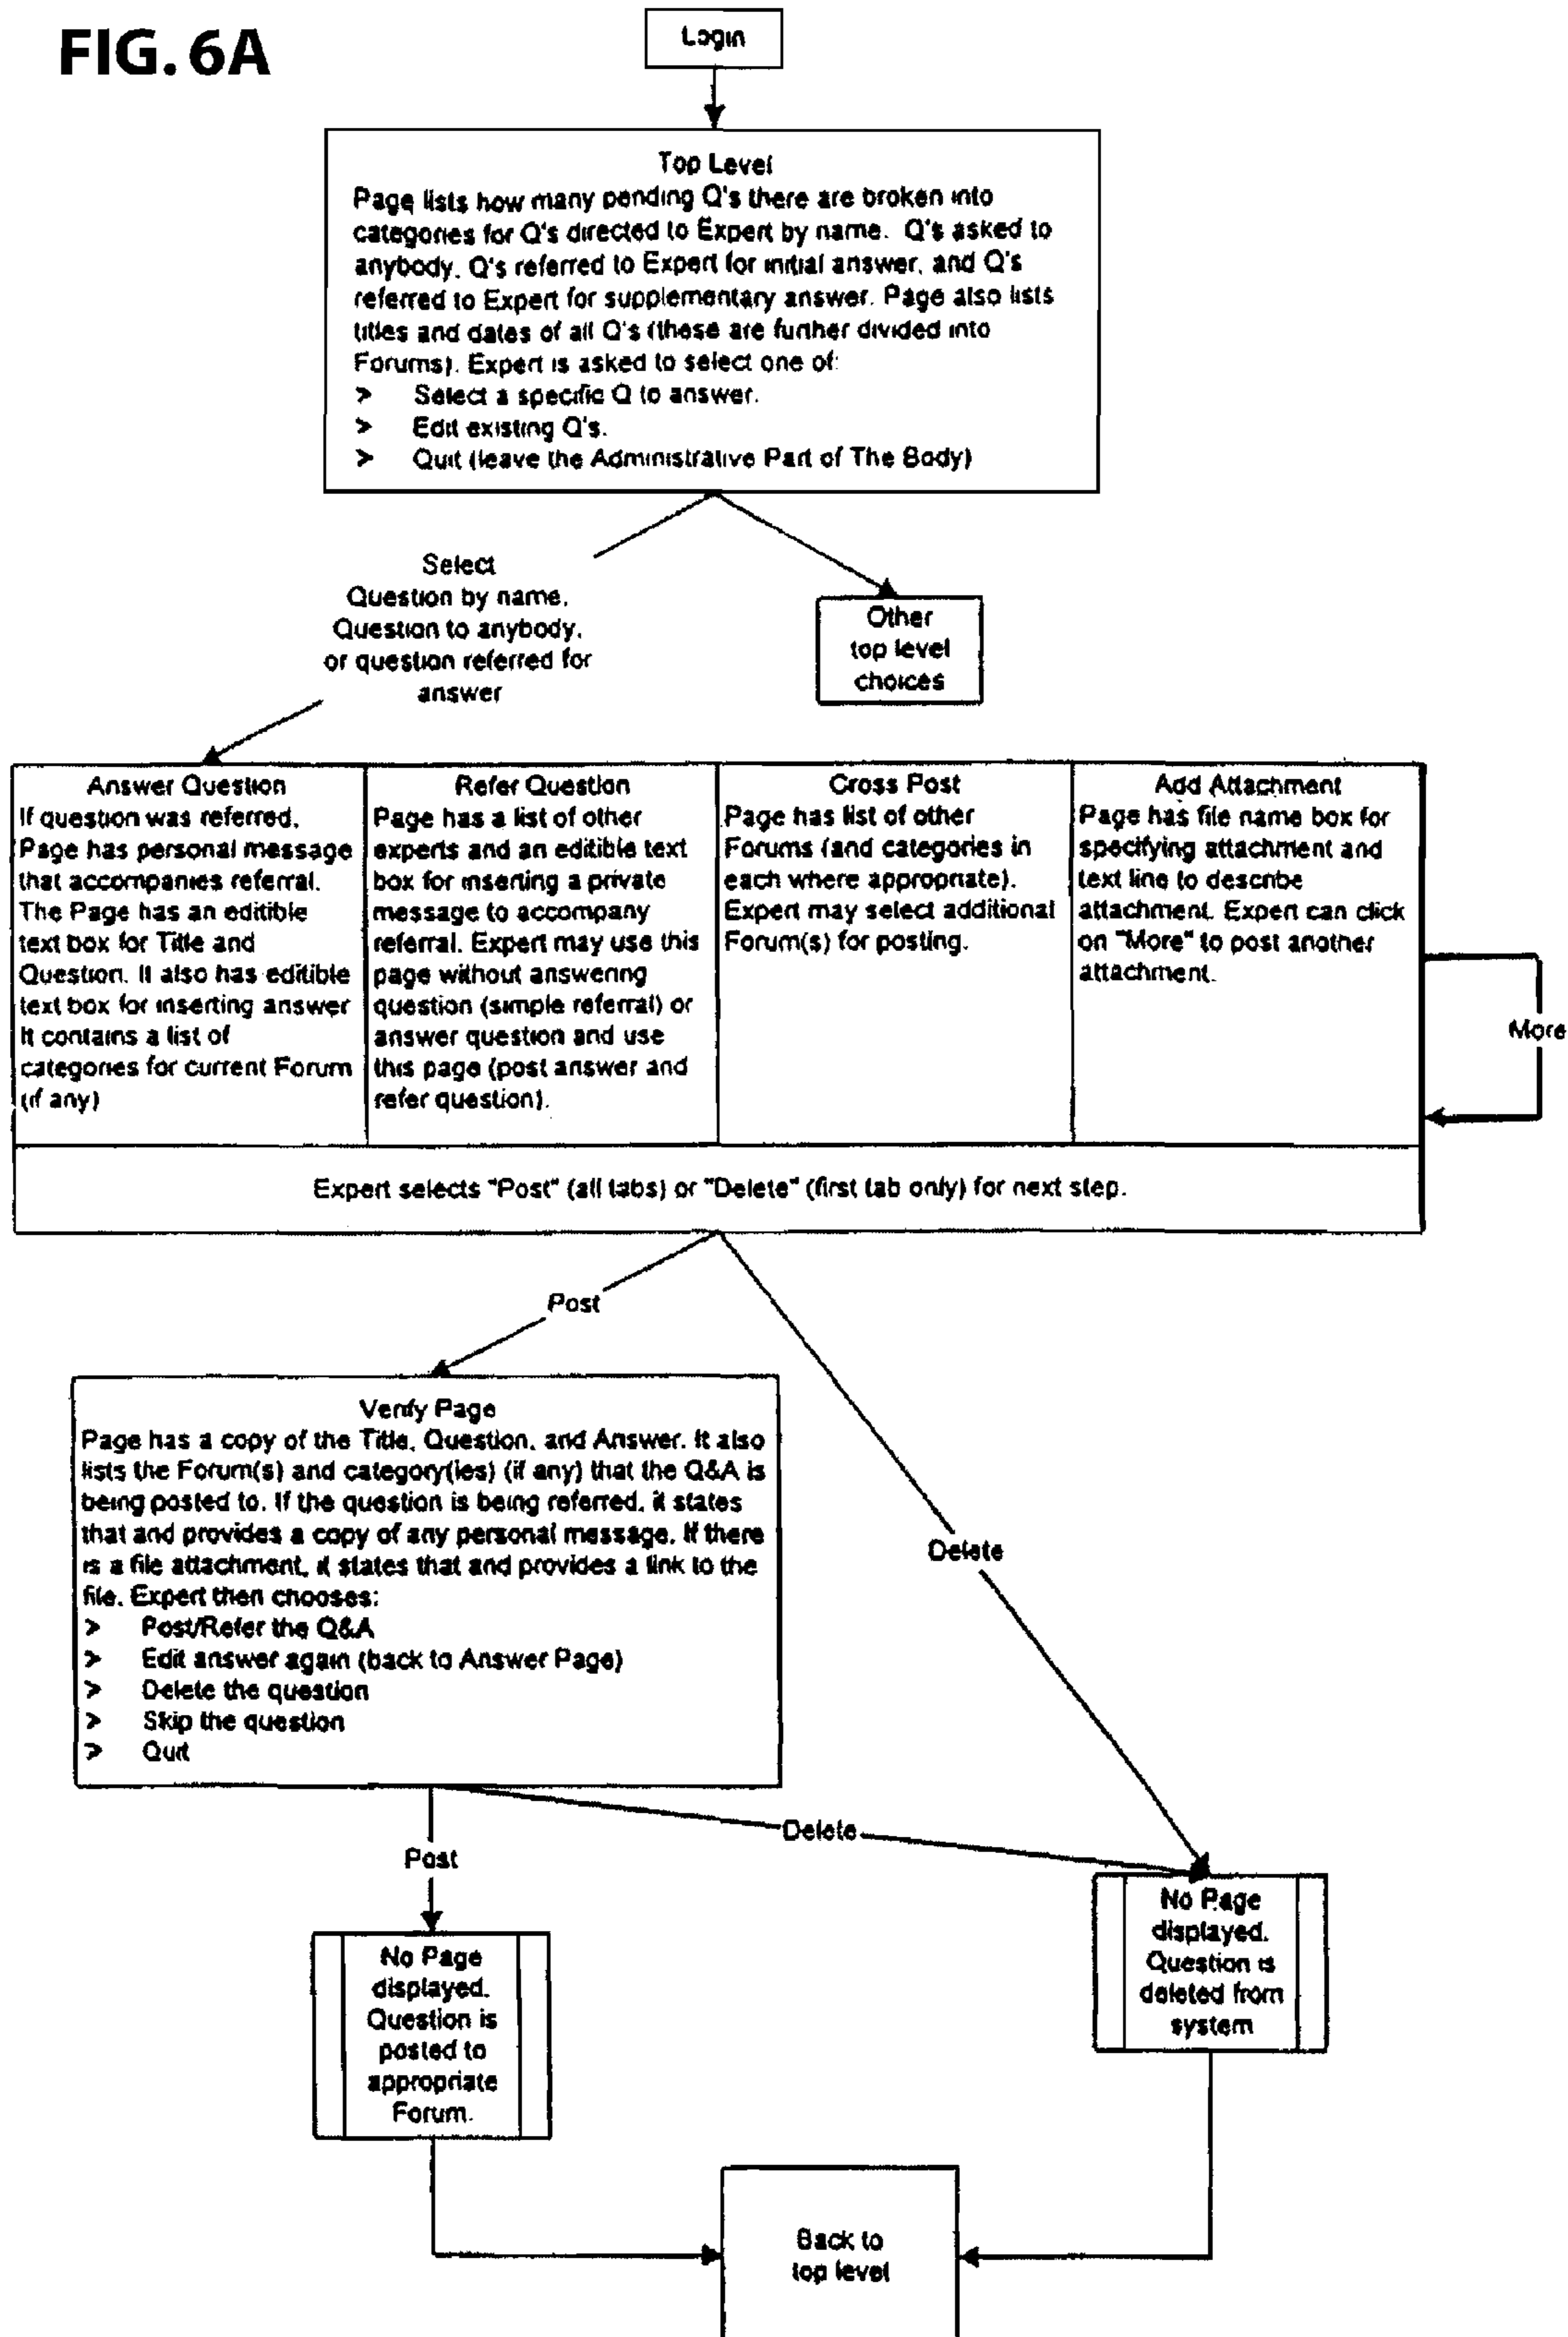 FIG. 6A
Login
Top Level
Page lists how many pending Q's there are broken into
categories for Q's directed to Expert by name. Q's asked to
anybody. Q's referred to Expert for initial answer, and Q's
referred to Expert for supplementary answer. Page also lists
titles and dates of all Q's (these are further divided into
Forums). Expert is asked to select one of:
> Select a specific Q to answer.
> Edit existing Q's.
> Quit (leave the Administrative Part of The Body)
Select
Question by name,
Question to anybody,
or question referred for
answer
Other
top level
choices
Answer Question
If question was referred,
Page has personal message
that accompanies referral.
The Page has an editible
text box for Title and
Question. It also has editible
text box for inserting answer
It contains a list of
categories for current Forum
(if any)
Refer Question
Page has a list of other
experts and an editible text
box for inserting a private
message to accompany
referral. Expert may use this
page without answering
question (simple referral) or
answer question and use
this page (post answer and
refer question).
Cross Post
Page has list of other
Forums (and categories in
each where appropriate).
Expert may select additional
Forum(s) for posting.
Add Attachment
Page has file name box for
specifying attachment and
text line to describe
attachment. Expert can click
on "More" to post another
attachment.
More
Expert selects "Post" (all tabs) or "Delete" (first tab only) for next step.
Post
Verify Page
Page has a copy of the Title, Question, and Answer. It also
lists the Forum(s) and category(ies) (if any) that the Q&A is
being posted to. If the question is being referred, it states
that and provides a copy of any personal message. If there
is a file attachment, it states that and provides a link to the
file. Expert then chooses:
> Post/Refer the Q&A
> Edit answer again (back to Answer Page)
> Delete the question
> Skip the question
> Quit
Delete
Delete
Post
No Page
displayed.
Question is
posted to
appropriate
Forum.
No Page
displayed.
Question is
deleted from
system
Back to
top level